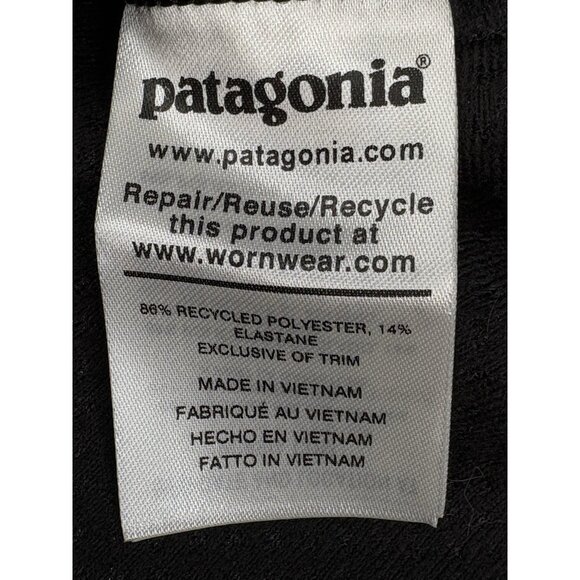 patagonia®
www.patagonia.com
Repair/Reuse/Recycle
this product at
www.wornwear.com
86% RECYCLED POLYESTER, 14%
ELASTANE
EXCLUSIVE OF TRIM
MADE IN VIETNAM
FABRIQUÉ AU VIETNAM
HECHO EN VIETNAM
FATTO IN VIETNAM